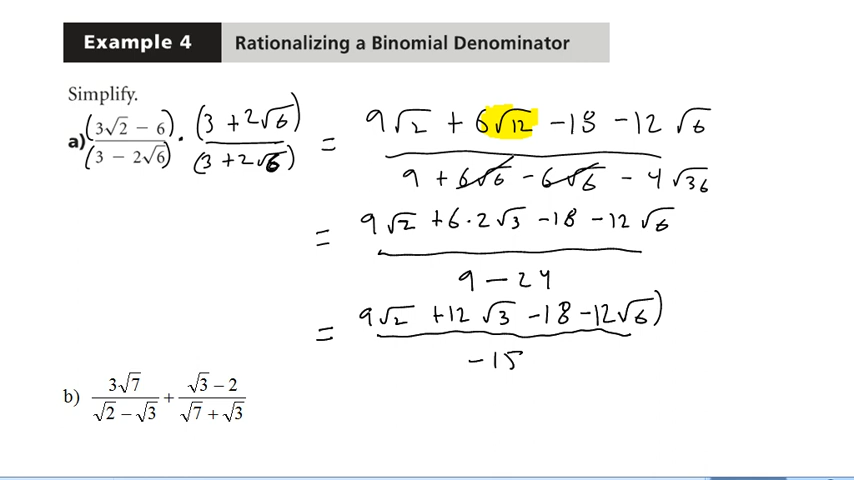 Example 4 Rationalizing a Binomial Denominator
Simplify.
a) (3√2 − 6)/(3 − 2√6) · (3 + 2√6)/(3 + 2√6) = (9√2 + 6√12 − 18 − 12√6)/(9 + 6√6 − 6√6 − 4√36)
= (9√2 + 6·2√3 − 18 − 12√6)/(9 − 24)
= (9√2 + 12√3 − 18 − 12√6)/(−15)
b) 3√7/(√2 − √3) + (√3 − 2)/(√7 + √3)